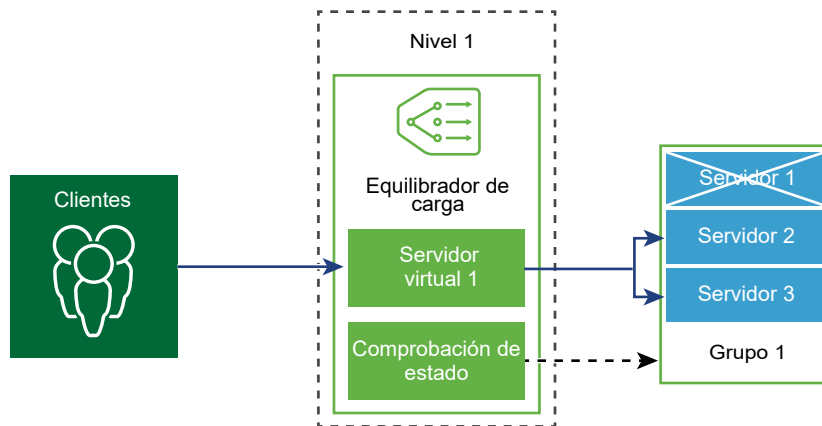 Nivel 1
Equilibrador de
carga
Clientes
Servidor
virtual 1
Comprobación de
estado
Servidor 1
Servidor 2
Servidor 3
Grupo 1